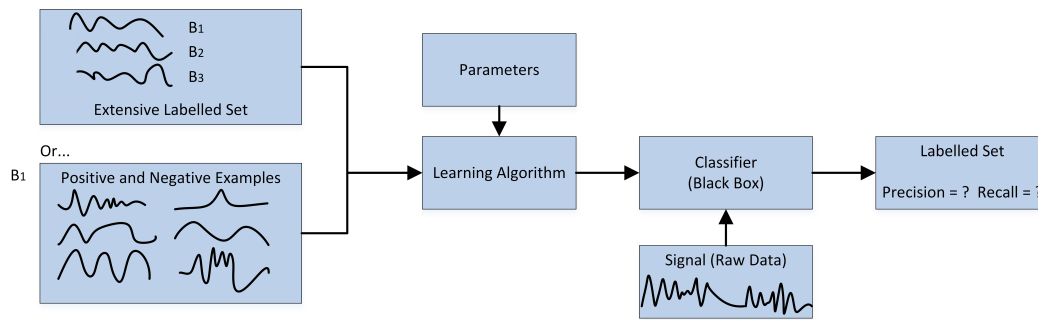 B1
B2
B3
Extensive Labelled Set
Or...
B1
Positive and Negative Examples
Parameters
Learning Algorithm
Classifier
(Black Box)
Signal (Raw Data)
Labelled Set
Precision = ? Recall = ?